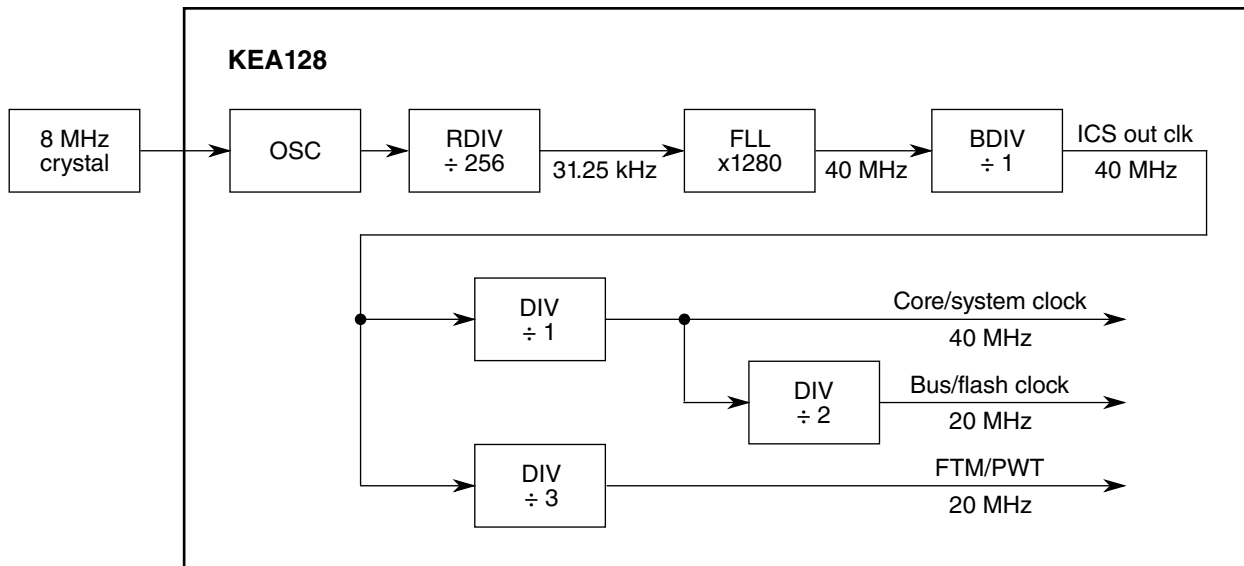 KEA128
8 MHz
crystal
OSC
RDIV
÷ 256
31.25 kHz
FLL
x1280
40 MHz
BDIV
÷ 1
ICS out clk
40 MHz
DIV
÷ 1
Core/system clock
40 MHz
DIV
÷ 2
Bus/flash clock
20 MHz
DIV
÷ 3
FTM/PWT
20 MHz